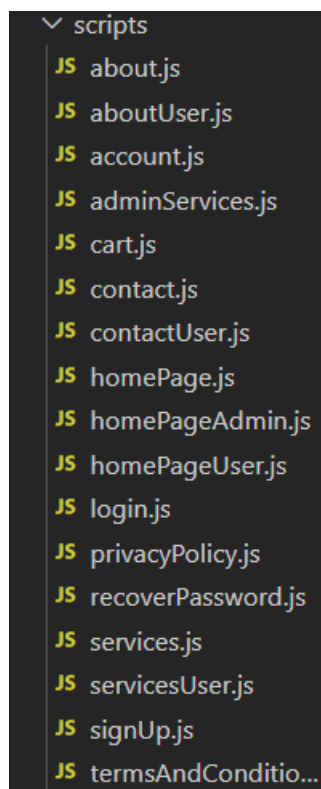 scripts
JS about.js
JS aboutUser.js
JS account.js
JS adminServices.js
JS cart.js
JS contact.js
JS contactUser.js
JS homePage.js
JS homePageAdmin.js
JS homePageUser.js
JS login.js
JS privacyPolicy.js
JS recoverPassword.js
JS services.js
JS servicesUser.js
JS signUp.js
JS termsAndConditio...